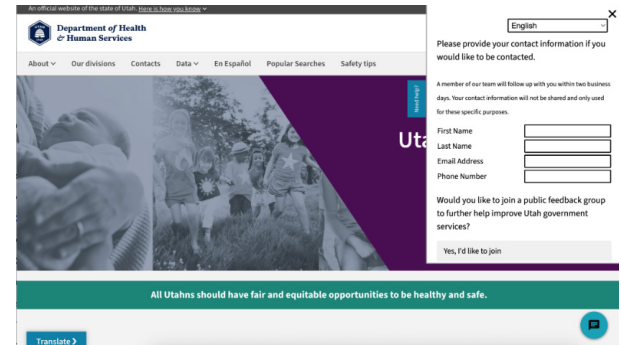 An official website of the state of Utah. Here is how you know
Department of Health
& Human Services
About
Our divisions
Contacts
Data
En Español
Popular Searches
Safety tips
Need help?
Uta
All Utahns should have fair and equitable opportunities to be healthy and safe.
Translate
English
Please provide your contact information if you
would like to be contacted.
A member of our team will follow up with you within two business
days. Your contact information will not be shared and only used
for these specific purposes.
First Name
Last Name
Email Address
Phone Number
Would you like to join a public feedback group
to further help improve Utah government
services?
Yes, I'd like to join